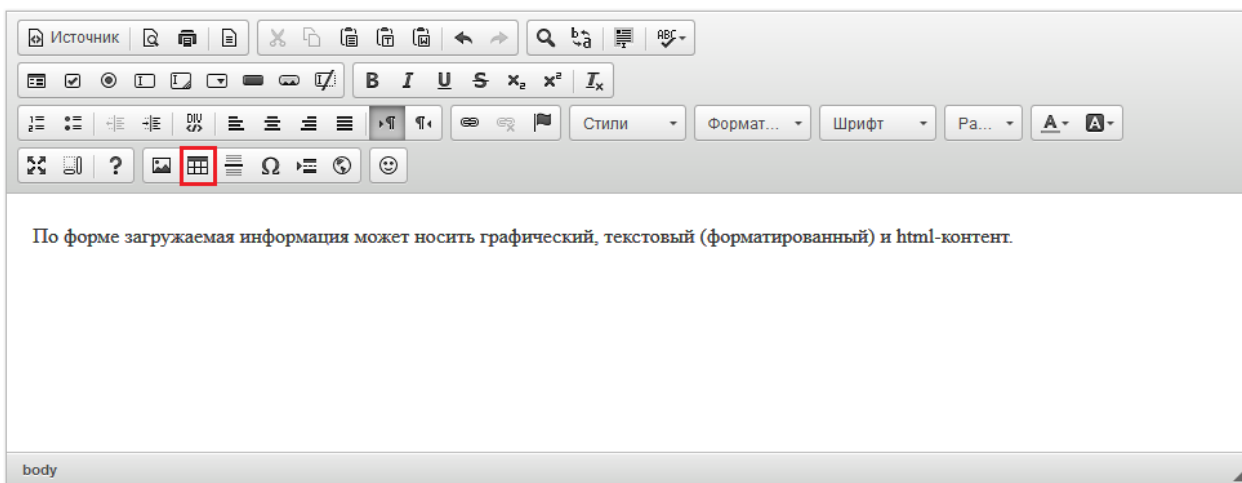 Источник
Стили Формат... Шрифт Ра...
По форме загружаемая информация может носить графический, текстовый (форматированный) и html-контент.
body